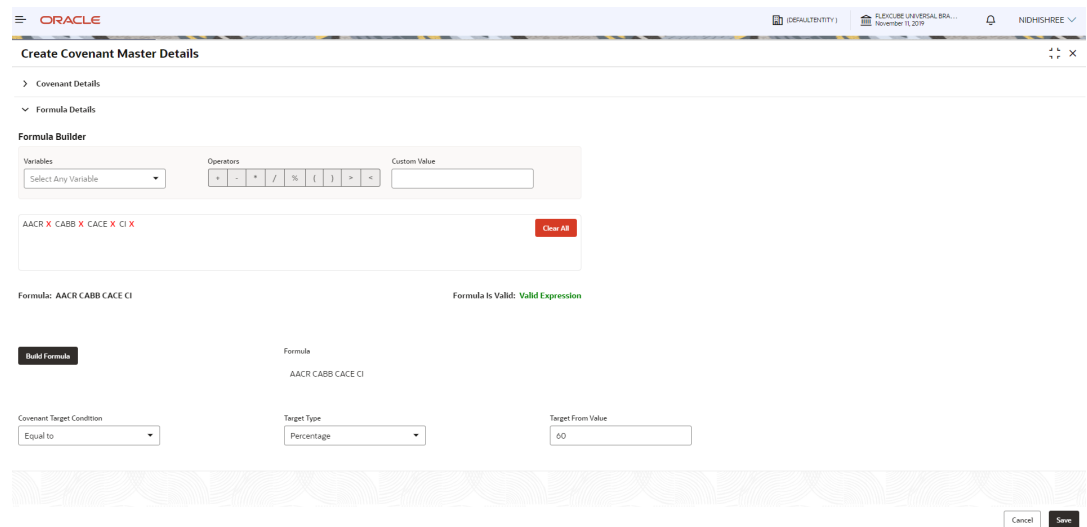 ORACLE
(DEFAULTENTITY)
FLEXCUBE UNIVERSAL BRA...
November 11, 2019
NIDHISHREE
Create Covenant Master Details
Covenant Details
Formula Details
Formula Builder
Variables Operators Custom Value
Select Any Variable + - * / % ( ) > <
AACR X CABB X CACE X CI X Clear All
Formula: AACR CABB CACE CI Formula Is Valid: Valid Expression
Build Formula
Formula
AACR CABB CACE CI
Covenant Target Condition Target Type Target From Value
Equal to Percentage 60
Cancel Save